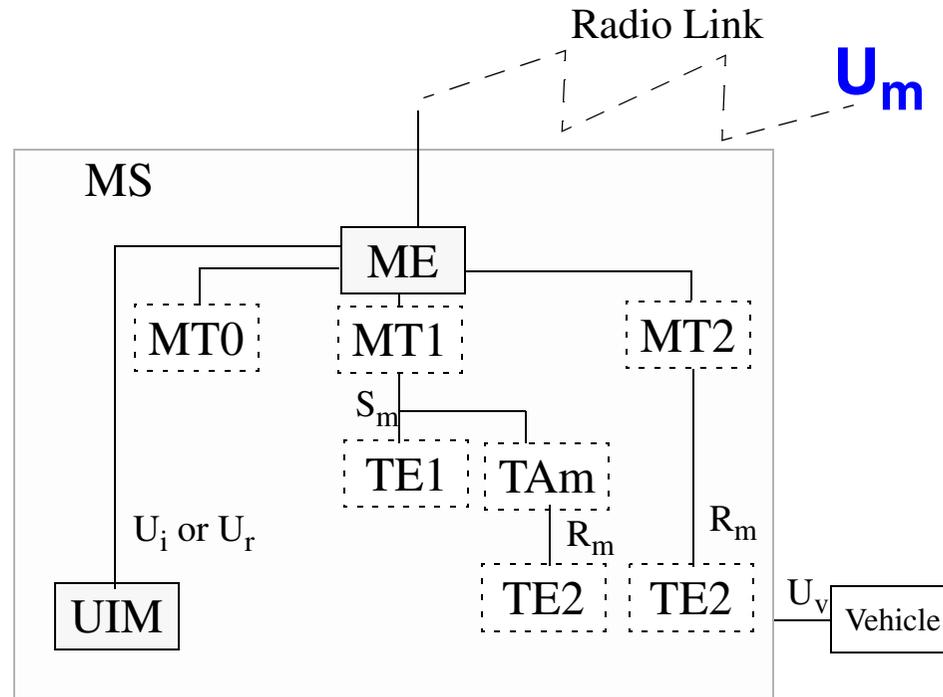 Radio Link
Um
MS
ME
MT0
MT1
MT2
Sm
TE1
TAm
Ui or Ur
Rm
Rm
UIM
TE2
TE2
Uv
Vehicle